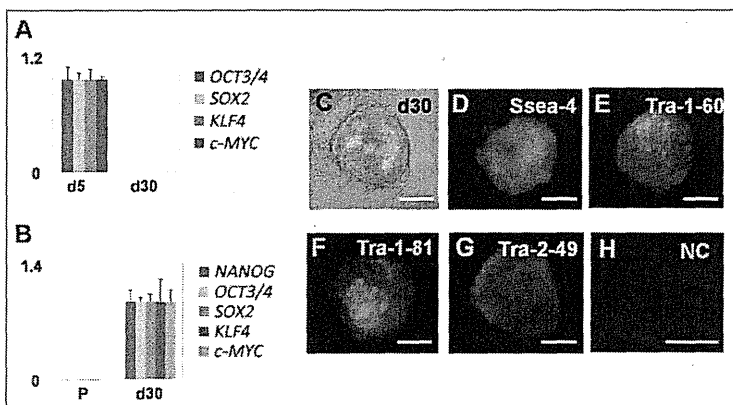 A
1.2
0
d5
d30
OCT3/4
SOX2
KLF4
c-MYC
B
1.4
0
P
d30
NANOG
OCT3/4
SOX2
KLF4
c-MYC
C
d30
D
Ssea-4
E
Tra-1-60
F
Tra-1-81
G
Tra-2-49
H
NC